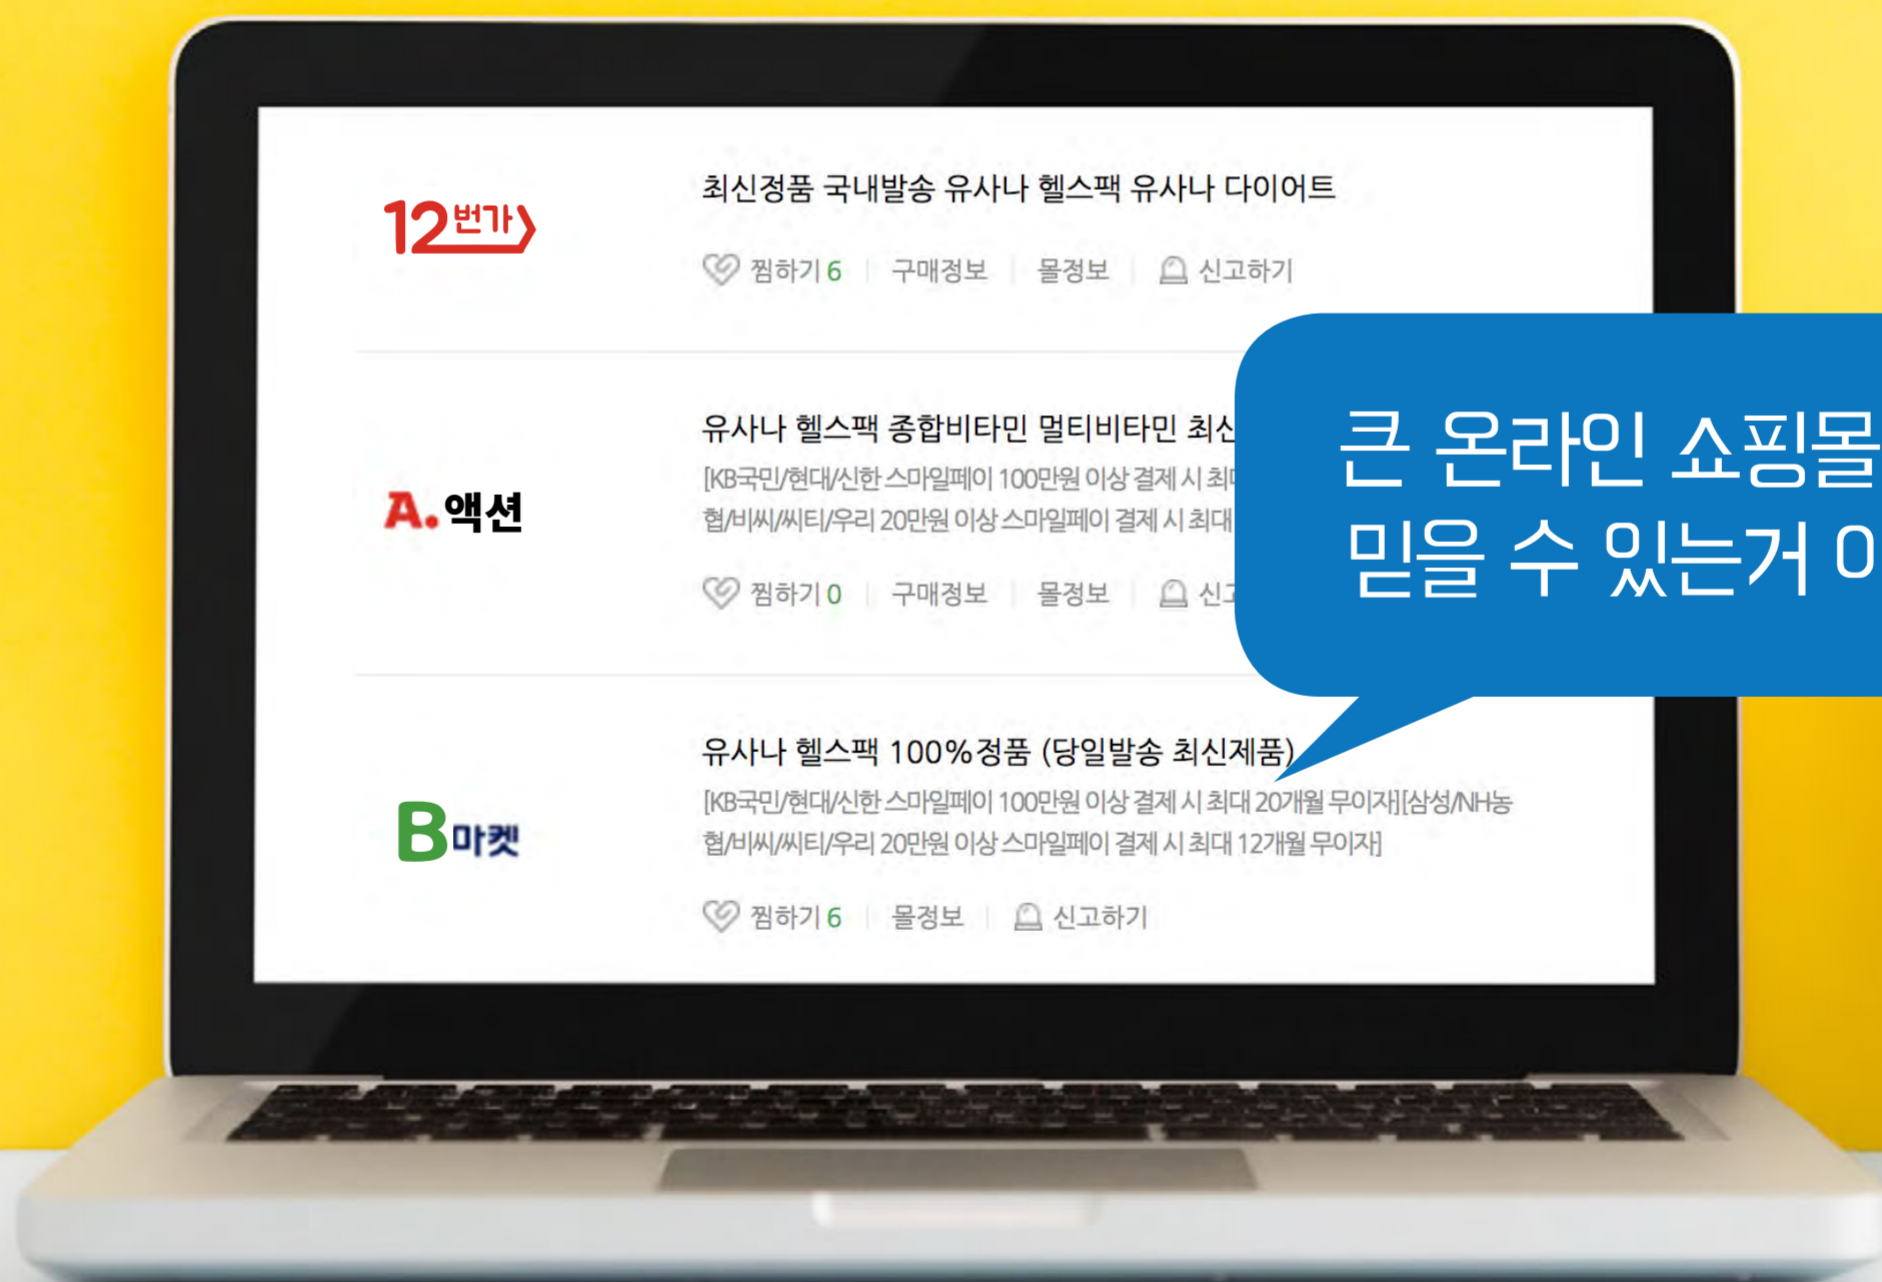 12번가
최신정품 국내발송 유사나 헬스팩 유사나 다이어트
찜하기 6 구매정보 몰정보 신고하기
A. 액션
유사나 헬스팩 종합비타민 멀티비타민 최신
[KB국민/현대/신한 스마일페이 100만원 이상 결제 시 최대
협/비씨/씨티/우리 20만원 이상 스마일페이 결제 시 최대
찜하기 0 구매정보 몰정보
큰 온라인 쇼핑몰
믿을 수 있는거
B마켓
유사나 헬스팩 100%정품 (당일발송 최신제품)
[KB국민/현대/신한 스마일페이 100만원 이상 결제 시 최대 20개월 무이자][삼성/NH농
협/비씨/씨티/우리 20만원 이상 스마일페이 결제 시 최대 12개월 무이자]
찜하기 6 몰정보 신고하기